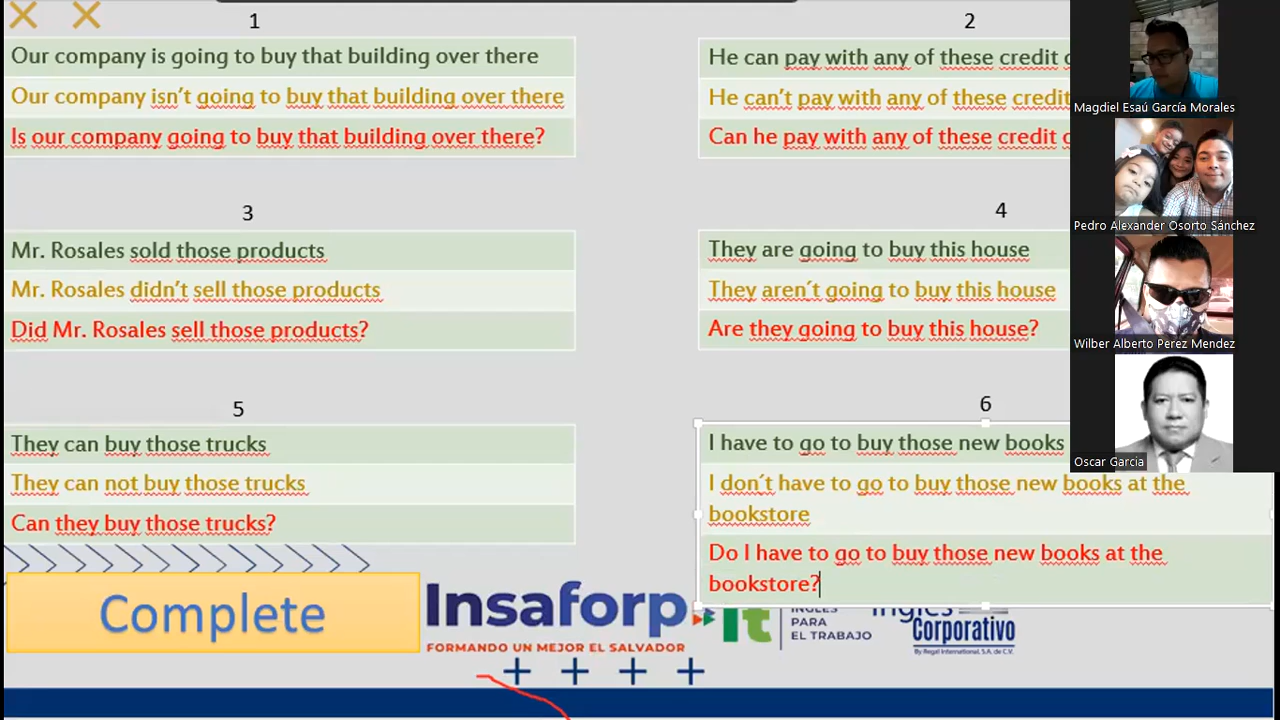 1
Our company is going to buy that building over there
Our company isn't going to buy that building over there
Is our company going to buy that building over there?
2
He can pay with any of these credit
He can't pay with any of these credit
Can he pay with any of these credit
3
Mr. Rosales sold those products
Mr. Rosales didn't sell those products
Did Mr. Rosales sell those products?
4
They are going to buy this house
They aren´t going to buy this house
Are they going to buy this house?
5
They can buy those trucks
They can not buy those trucks
Can they buy those trucks?
6
I have to go to buy those new books
I don´t have to go to buy those new books at the
bookstore
Do I have to go to buy those new books at the
bookstore?
Complete
Insaforp
FORMANDO UN MEJOR EL SALVADOR
it
INGLÉS
PARA
EL TRABAJO
Inglés
Corporativo
By Regal International, S.A. de C.V.
Magdiel Esaú García Morales
Pedro Alexander Osorto Sánchez
Wilber Alberto Perez Mendez
Oscar Garcia